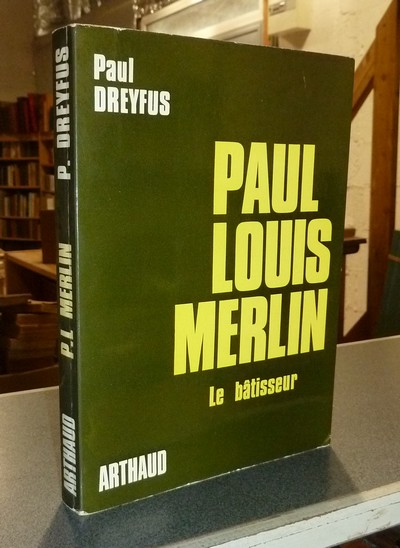 Paul
DREYFUS
PAUL
LOUIS
MERLIN
Le bâtisseur
ARTHAUD
P. DREYFUS
P.L MERLIN
ARTHAUD